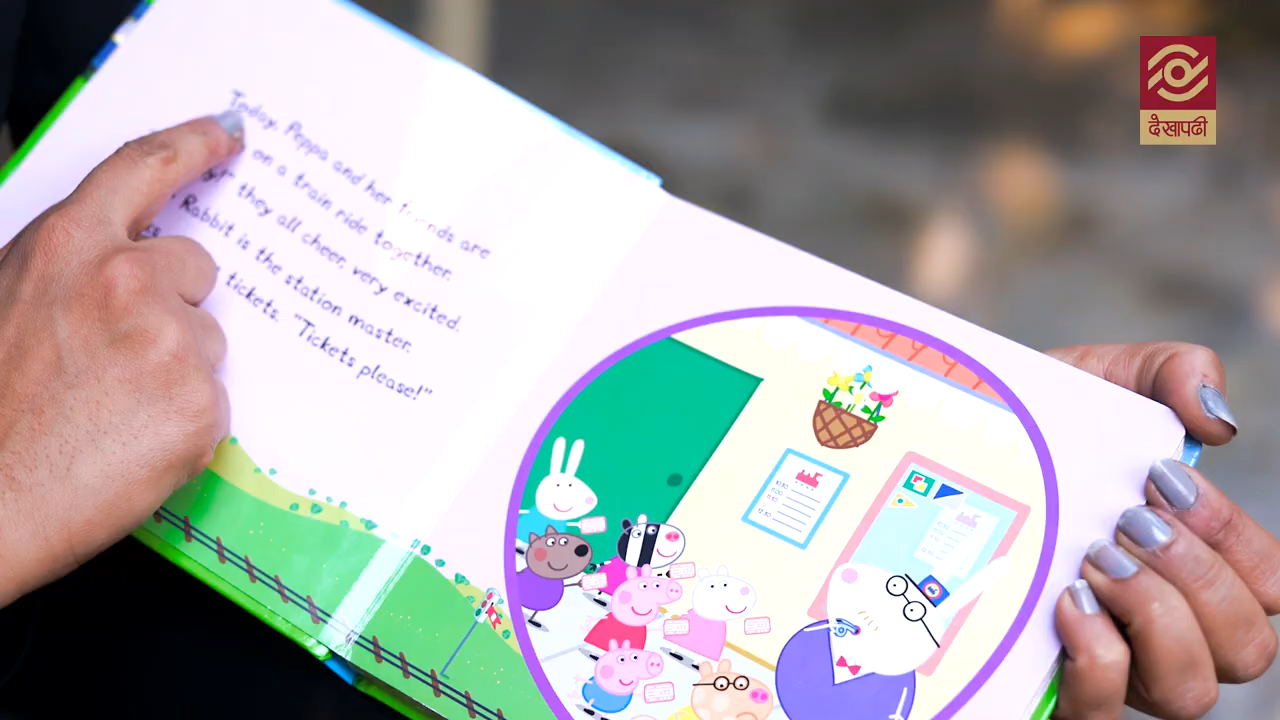 Today, Peppa and her friends are
on a train ride together.
they all cheer, very excited.
Rabbit is the station master.
tickets. "Tickets please!"
देखापढी